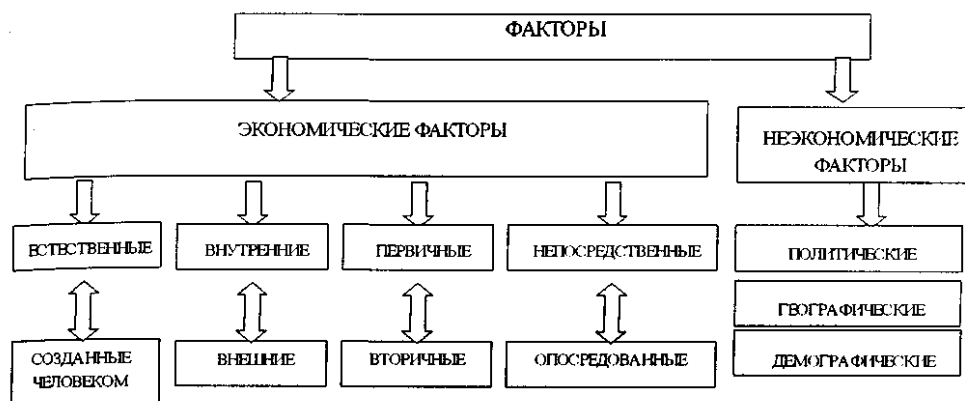 ФАКТОРЫ
ЭКОНОМИЧЕСКИЕ ФАКТОРЫ
НЕЭКОНОМИЧЕСКИЕ
ФАКТОРЫ
ЕСТЕСТВЕННЫЕ
ВНУТРЕННИЕ
ПЕРВИЧНЫЕ
НЕПОСРЕДСТВЕННЫЕ
ПОЛИТИЧЕСКИЕ
ГЕОГРАФИЧЕСКИЕ
СОЗДАННЫЕ
ЧЕЛОВЕКОМ
ВНЕШНИЕ
ВТОРИЧНЫЕ
ОПОСРЕДОВАННЫЕ
ДЕМОГРАФИЧЕСКИЕ